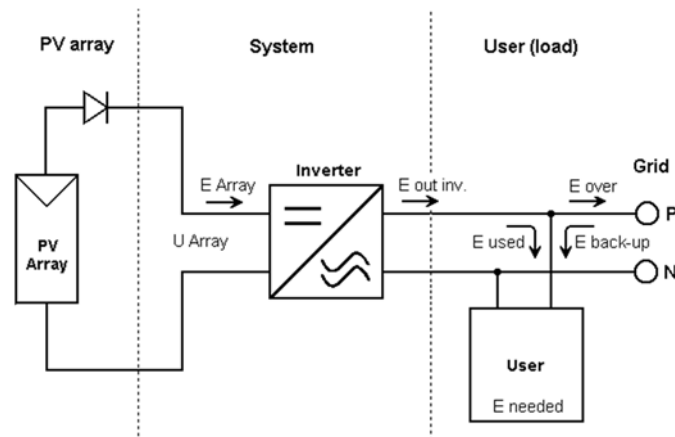 PV array
System
User (load)
Inverter
Grid
E Array
E out inv.
E over
P
PV
Array
U Array
E used
E back-up
N
User
E needed